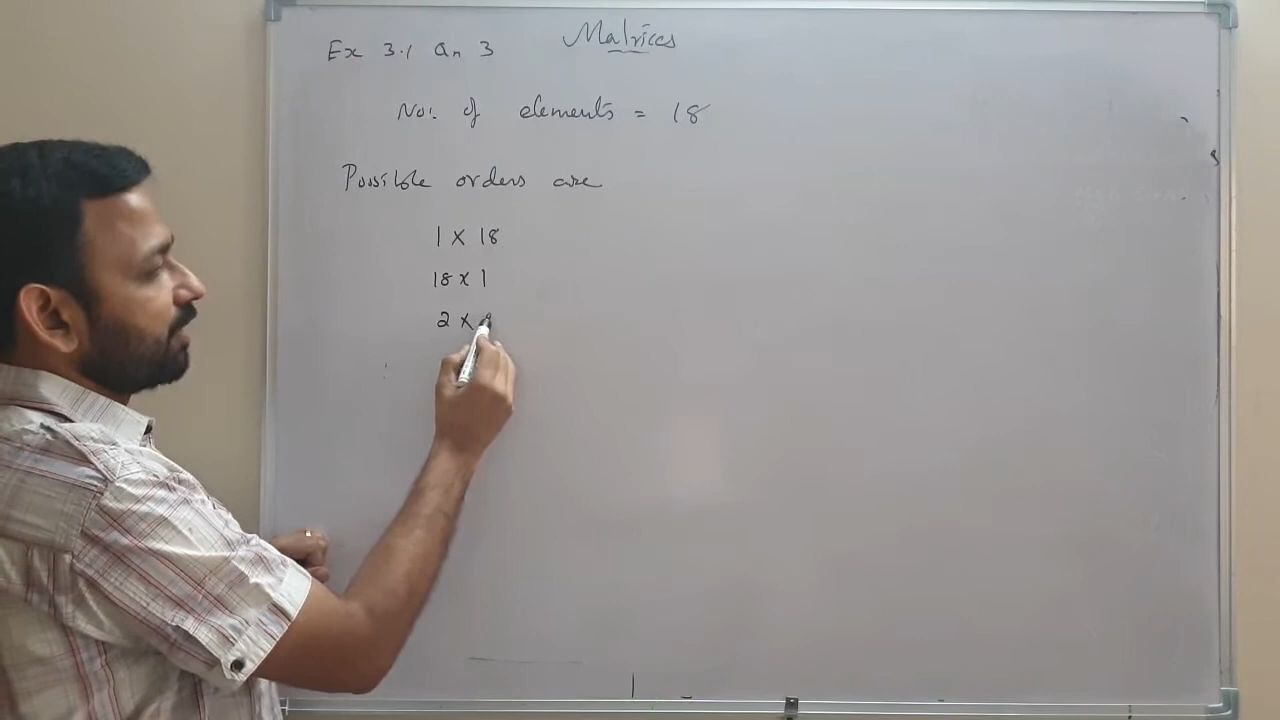 Matrices
Ex 3.1 Qn 3
No: of elements = 18
Possible orders are
1 × 18
18 × 1
2 ×